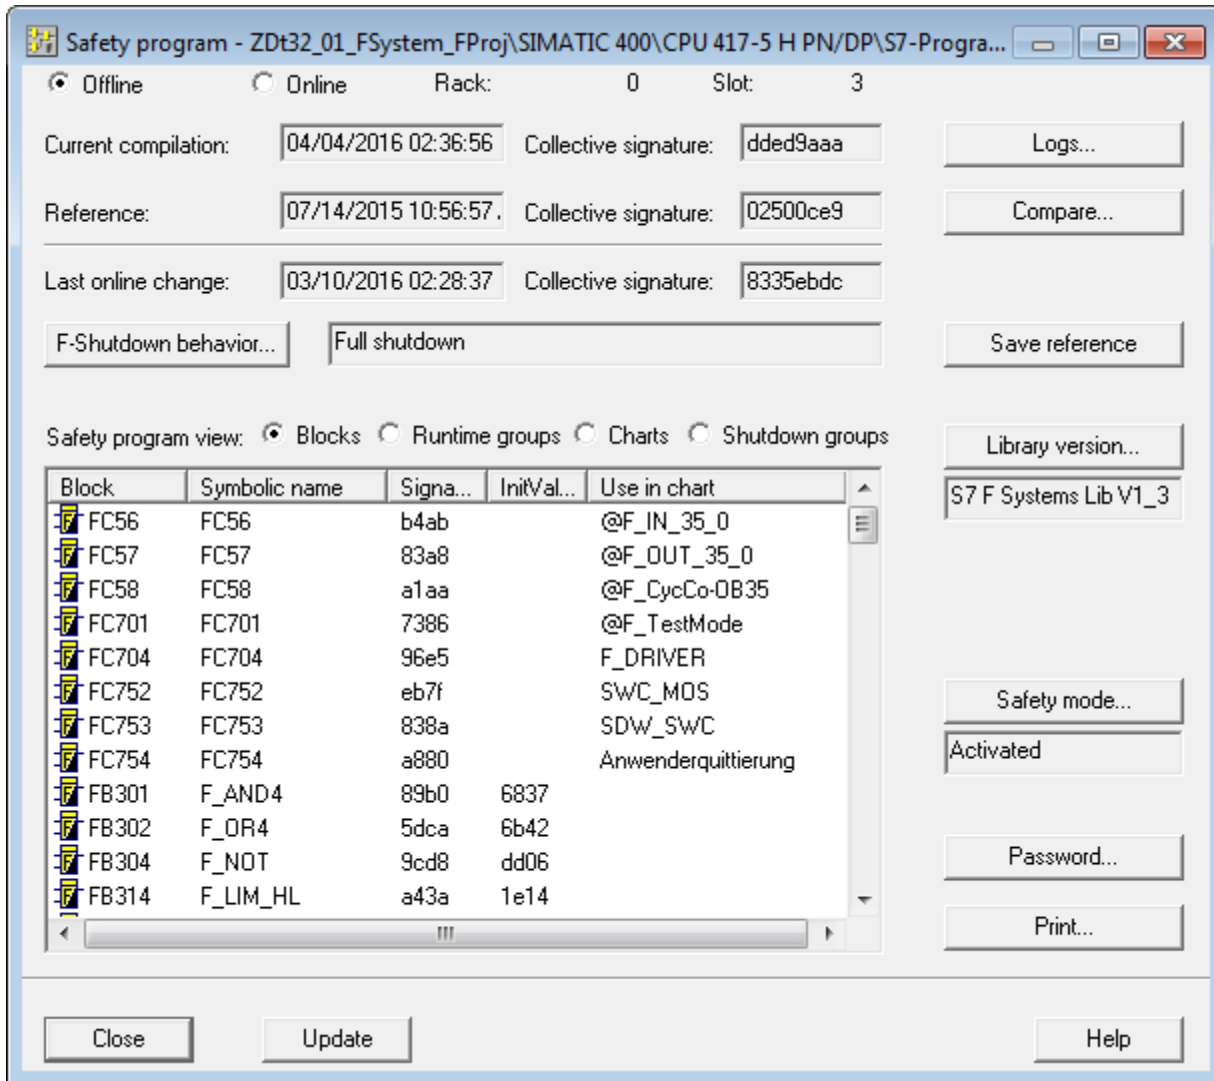 Safety program - ZDt32_01_FSystem_FProj\SIMATIC 400\CPU 417-5 H PN/DP\S7-Progra...
Offline Online Rack: 0 Slot: 3
Current compilation: 04/04/2016 02:36:56 Collective signature: dded9aaa Logs...
Reference: 07/14/2015 10:56:57. Collective signature: 02500ce9 Compare...
Last online change: 03/10/2016 02:28:37 Collective signature: 8335ebdc
F-Shutdown behavior... Full shutdown Save reference
Safety program view: Blocks Runtime groups Charts Shutdown groups Library version...
Block Symbolic name Signa... InitVal... Use in chart
S7 F Systems Lib V1_3
FC56 FC56 b4ab @F_IN_35_0
FC57 FC57 83a8 @F_OUT_35_0
FC58 FC58 a1aa @F_CycCo-OB35
FC701 FC701 7386 @F_TestMode
FC704 FC704 96e5 F_DRIVER
FC752 FC752 eb7f SWC_MOS Safety mode...
FC753 FC753 838a SDW_SWC
FC754 FC754 a880 Anwenderquittierung Activated
FB301 F_AND4 89b0 6837
FB302 F_OR4 5dca 6b42
FB304 F_NOT 9cd8 dd06 Password...
FB314 F_LIM_HL a43a 1e14
Print...
Close Update Help